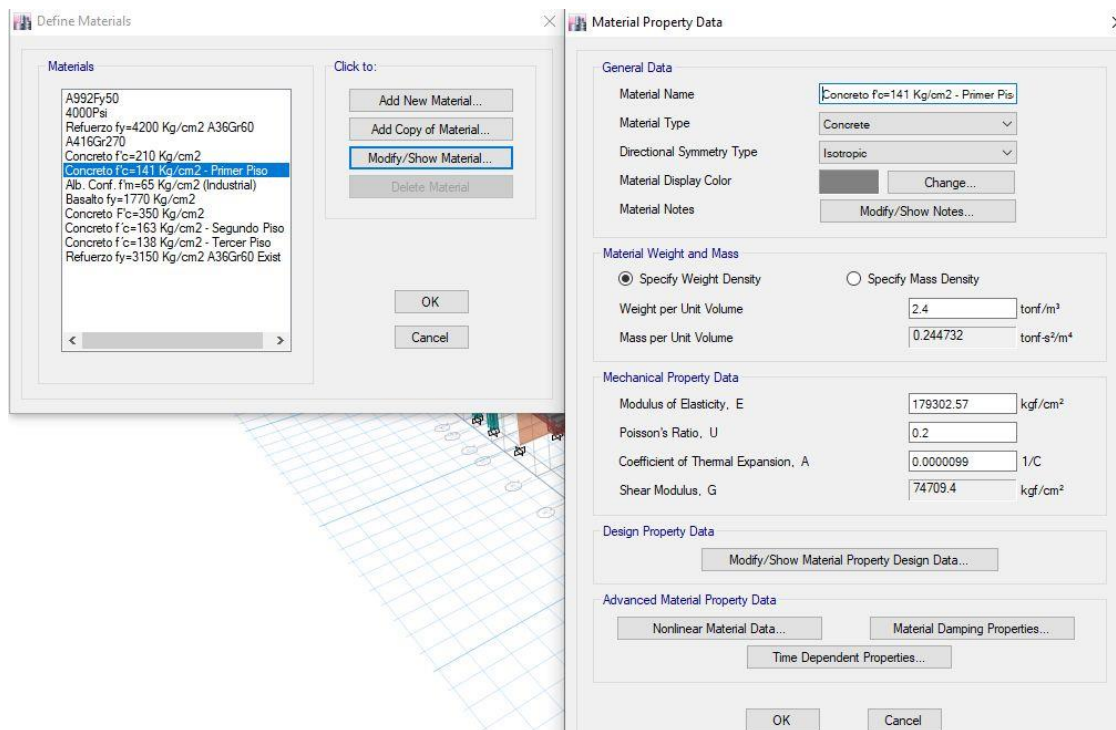 Define Materials
Materials
A992Fy50
4000Psi
Refuerzo fy=4200 Kg/cm2 A36Gr60
A416Gr270
Concreto f'c=210 Kg/cm2
Concreto f'c=141 Kg/cm2 - Primer Piso
Alb. Conf. f'm=65 Kg/cm2 (Industrial)
Basalto fy=1770 Kg/cm2
Concreto F'c=350 Kg/cm2
Concreto f´c=163 Kg/cm2 - Segundo Piso
Concreto f´c=138 Kg/cm2 - Tercer Piso
Refuerzo fy=3150 Kg/cm2 A36Gr60 Exist
Click to:
Add New Material...
Add Copy of Material...
Modify/Show Material...
Delete Material
OK
Cancel
Material Property Data
General Data
Material Name Concreto f'c=141 Kg/cm2 - Primer Pis
Material Type Concrete
Directional Symmetry Type Isotropic
Material Display Color Change...
Material Notes Modify/Show Notes...
Material Weight and Mass
Specify Weight Density Specify Mass Density
Weight per Unit Volume 2.4 tonf/m³
Mass per Unit Volume 0.244732 tonf-s²/m⁴
Mechanical Property Data
Modulus of Elasticity, E 179302.57 kgf/cm²
Poisson's Ratio, U 0.2
Coefficient of Thermal Expansion, A 0.0000099 1/C
Shear Modulus, G 74709.4 kgf/cm²
Design Property Data
Modify/Show Material Property Design Data...
Advanced Material Property Data
Nonlinear Material Data... Material Damping Properties...
Time Dependent Properties...
OK Cancel